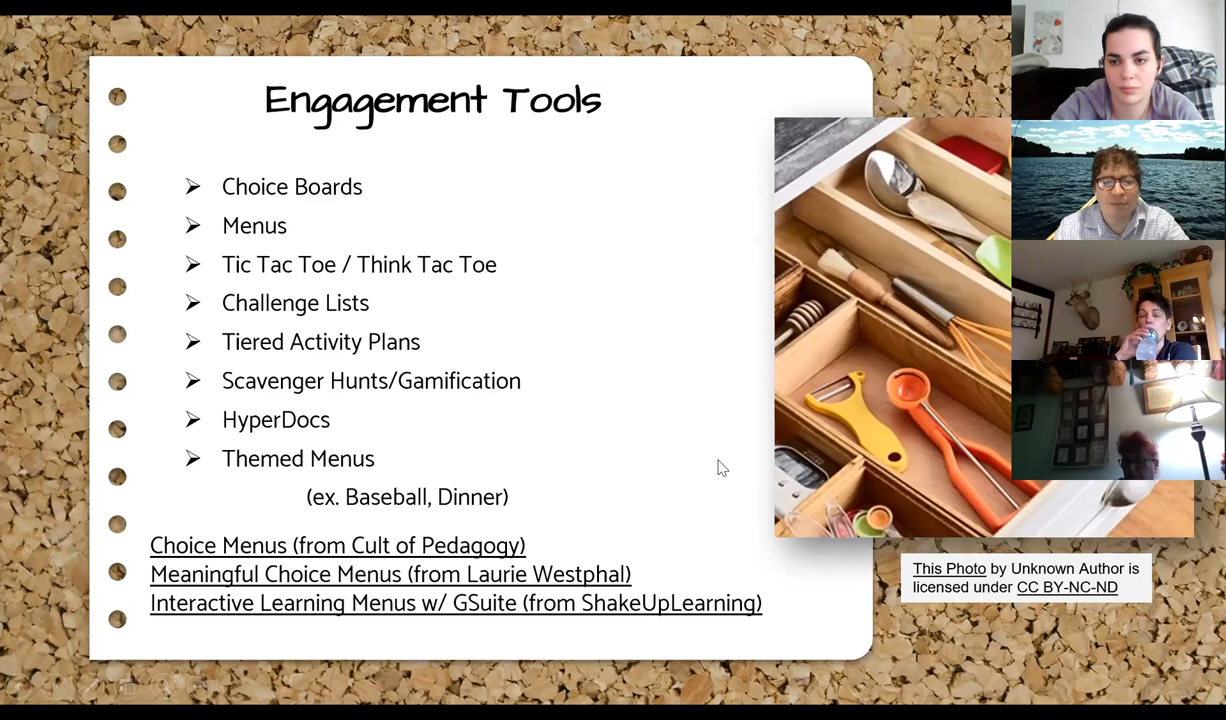 Engagement Tools
➢ Choice Boards
➢ Menus
➢ Tic Tac Toe / Think Tac Toe
➢ Challenge Lists
➢ Tiered Activity Plans
➢ Scavenger Hunts/Gamification
➢ HyperDocs
➢ Themed Menus
(ex. Baseball, Dinner)
Choice Menus (from Cult of Pedagogy)
Meaningful Choice Menus (from Laurie Westphal)
Interactive Learning Menus w/ GSuite (from ShakeUpLearning)
This Photo by Unknown Author is
licensed under CC BY-NC-ND